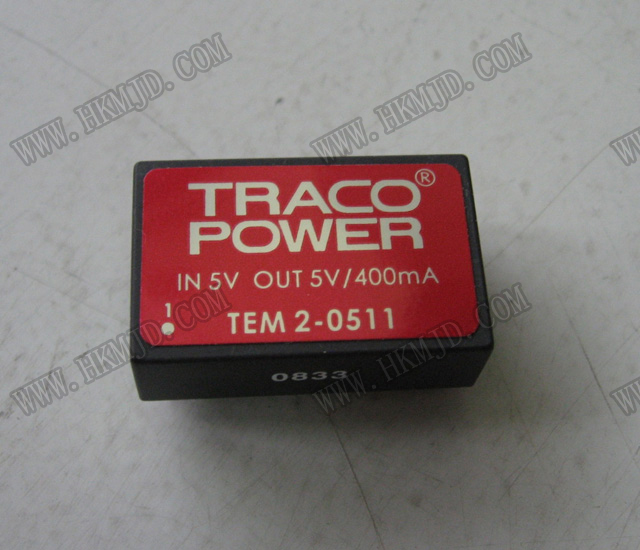 WWW.HKMJD.COM
WWW.HKMJD.COM
TRACO®
POWER
IN 5V OUT 5V/400mA
1
TEM 2-0511
0833
WWW.HKMJD.COM
WWW.HKMJD.COM